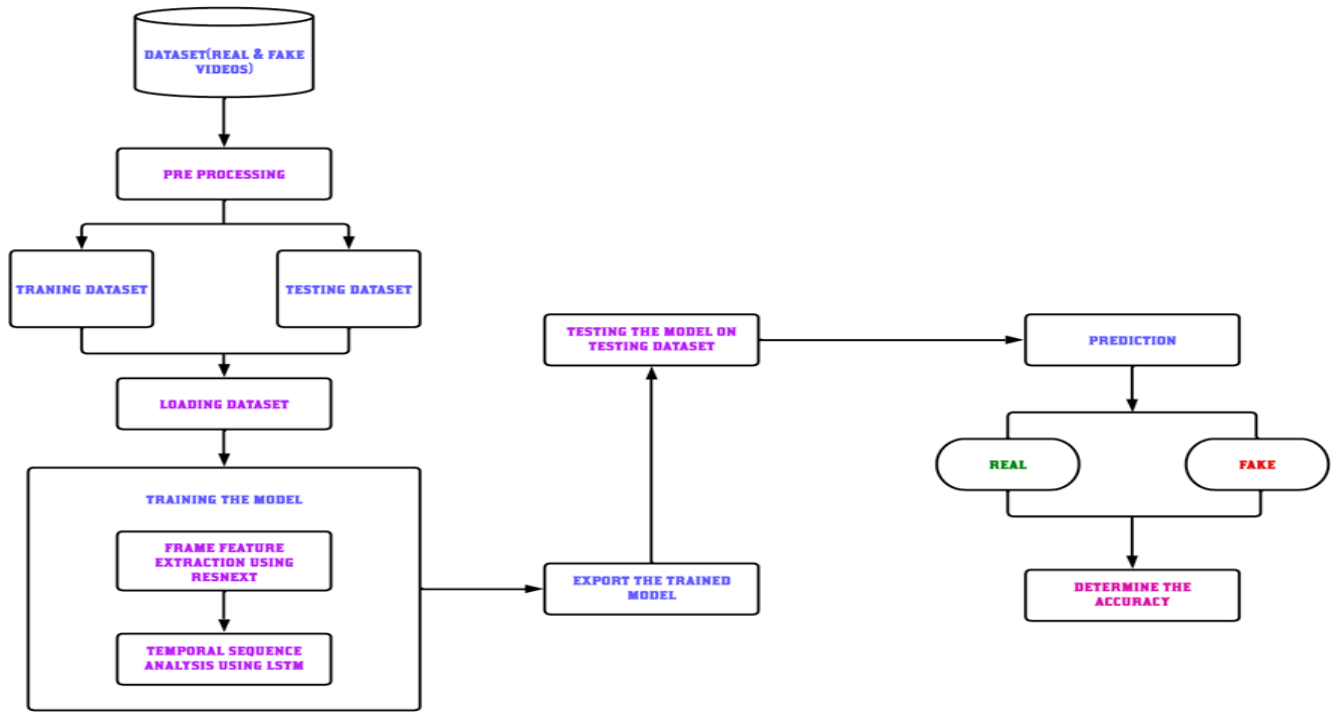 DATASET(REAL & FAKE
VIDEOS)
PRE PROCESSING
TRANING DATASET
TESTING DATASET
LOADING DATASET
TRAINING THE MODEL
FRAME FEATURE
EXTRACTION USING
RESNEXT
TEMPORAL SEQUENCE
ANALYSIS USING LSTM
EXPORT THE TRAINED
MODEL
TESTING THE MODEL ON
TESTING DATASET
PREDICTION
REAL
FAKE
DETERMINE THE
ACCURACY